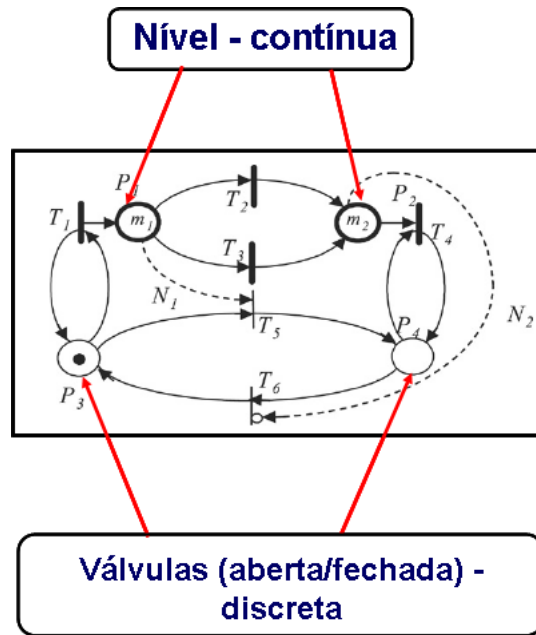 Nível - contínua
P1
P2
T1
m1
T2
m2
T4
T3
N1
N2
T5
P4
T6
P3
Válvulas (aberta/fechada) -
discreta